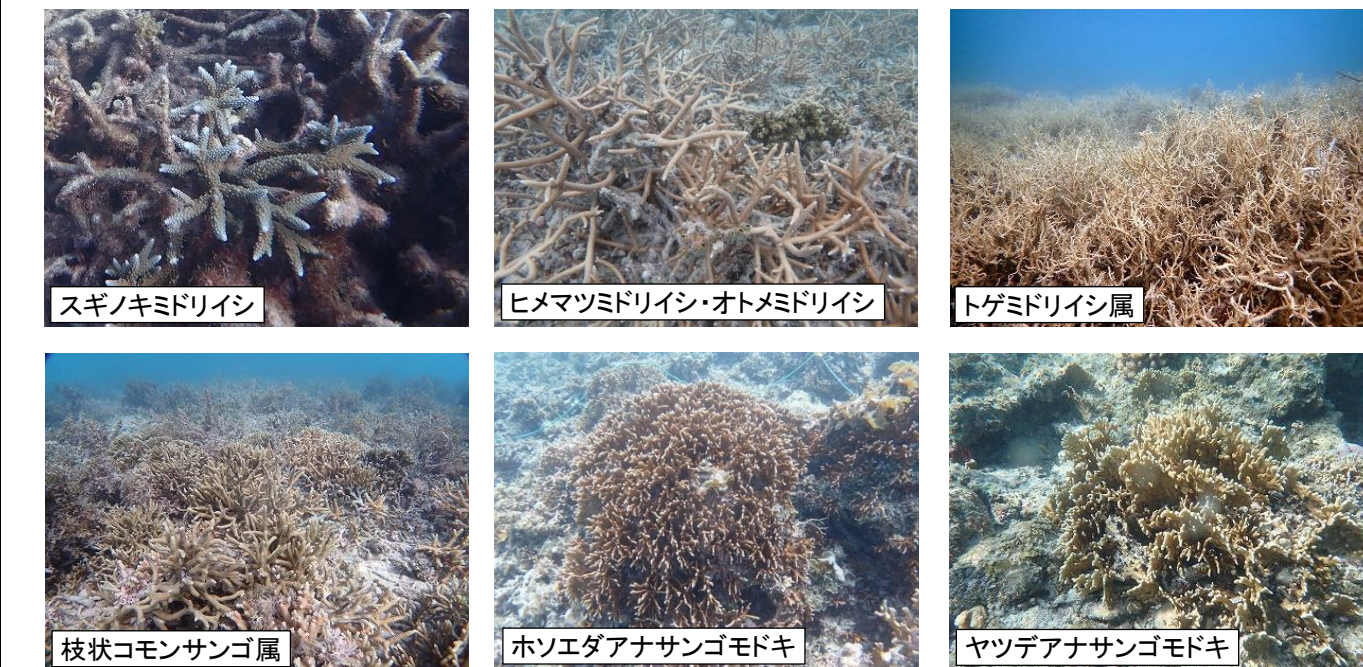 スギノキミドリイシ
ヒメマツミドリイシ・オトメミドリイシ
トゲミドリイシ属
枝状コモンサンゴ属
ホソエダアナサンゴモドキ
ヤツデアナサンゴモドキ